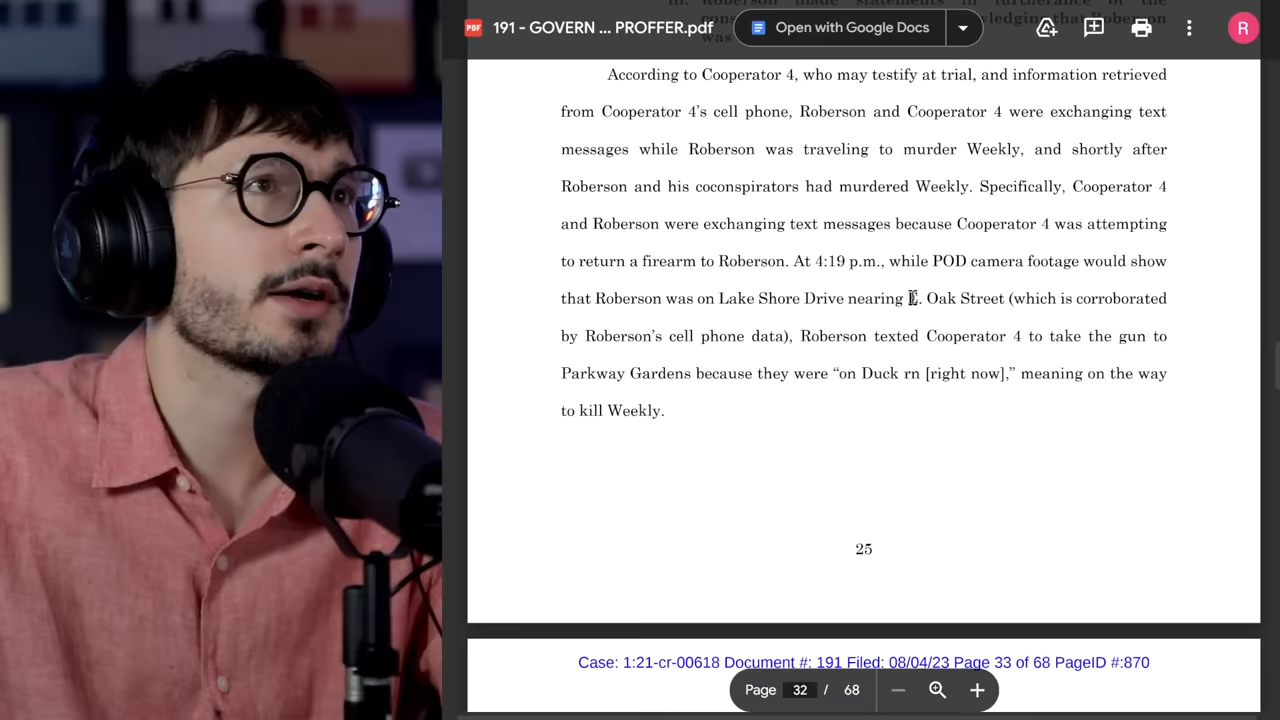 191 - GOVERN ... PROFFER.pdf
Open with Google Docs
R
According to Cooperator 4, who may testify at trial, and information retrieved
from Cooperator 4’s cell phone, Roberson and Cooperator 4 were exchanging text
messages while Roberson was traveling to murder Weekly, and shortly after
Roberson and his coconspirators had murdered Weekly. Specifically, Cooperator 4
and Roberson were exchanging text messages because Cooperator 4 was attempting
to return a firearm to Roberson. At 4:19 p.m., while POD camera footage would show
that Roberson was on Lake Shore Drive nearing E. Oak Street (which is corroborated
by Roberson’s cell phone data), Roberson texted Cooperator 4 to take the gun to
Parkway Gardens because they were “on Duck rn [right now],” meaning on the way
to kill Weekly.
25
Case: 1:21-cr-00618 Document #: 191 Filed: 08/04/23 Page 33 of 68 PageID #:870
Page 32 / 68